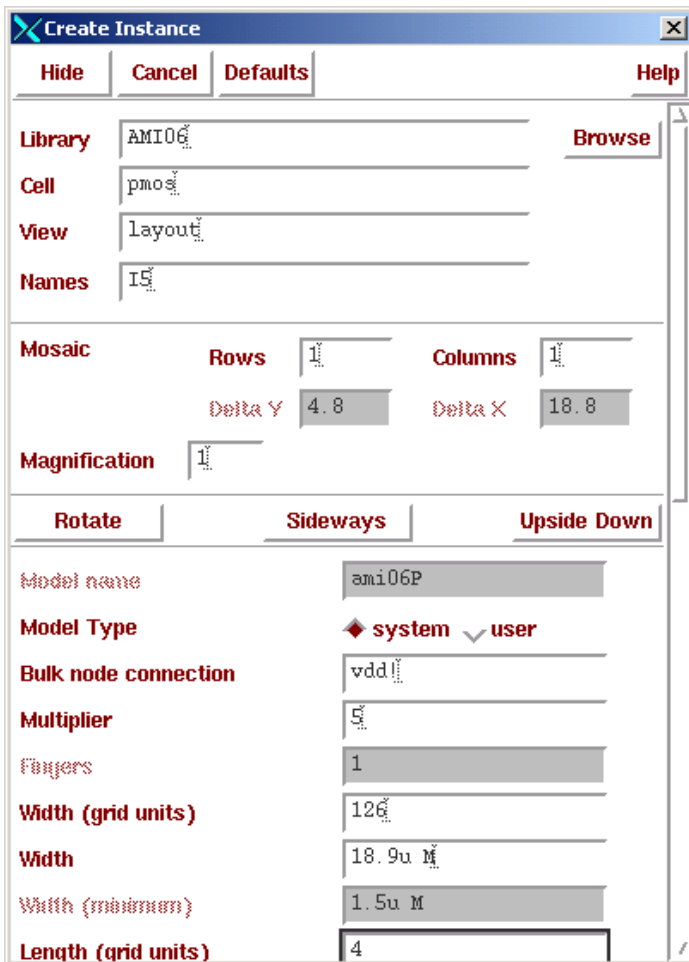 Create Instance
Hide Cancel Defaults Help
Library AMI06 Browse
Cell pmos
View layout
Names I5
Mosaic Rows 1 Columns 1
Delta Y 4.8 Delta X 18.8
Magnification 1
Rotate Sideways Upside Down
Model name ami06P
Model Type system user
Bulk node connection vdd!
Multiplier 5
Fingers 1
Width (grid units) 126
Width 18.9u M
Width (minimum) 1.5u M
Length (grid units) 4